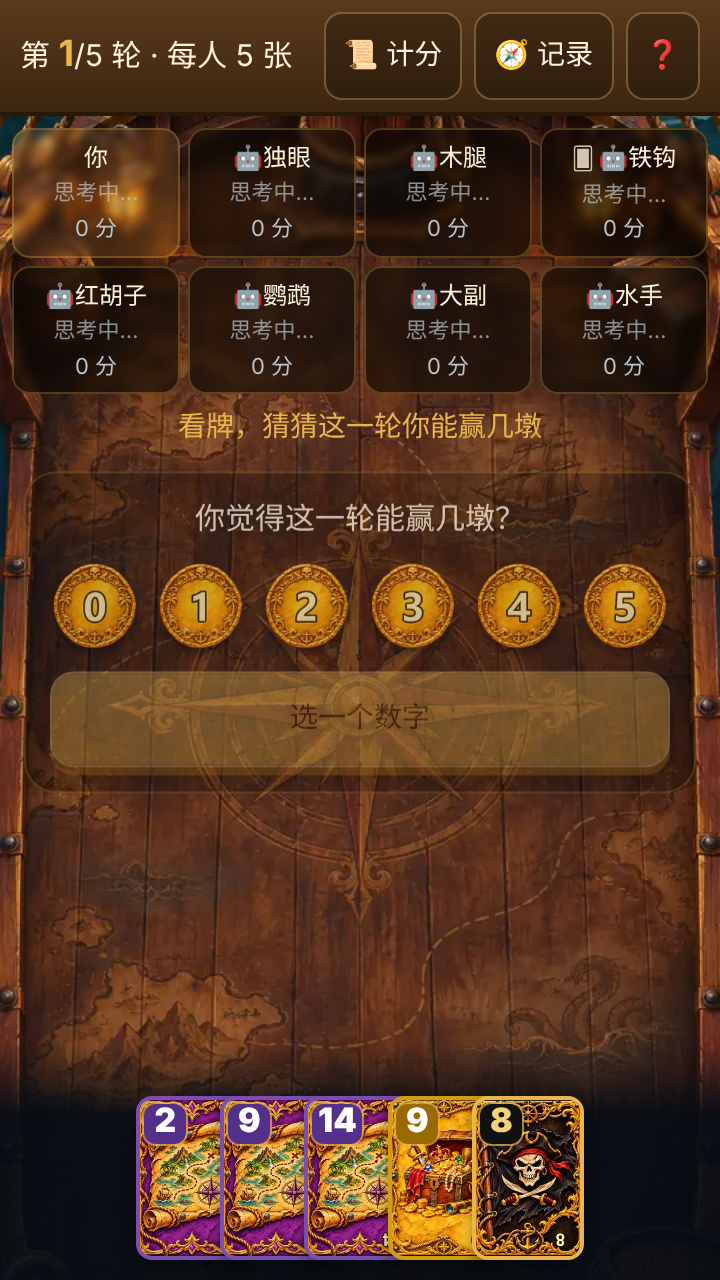 第 1/5 轮 · 每人 5 张
📜 计分
🧭 记录
❓
你
思考中...
0 分
🤖独眼
思考中...
0 分
🤖木腿
思考中...
0 分
🤖铁钩
思考中...
0 分
🤖红胡子
思考中...
0 分
🤖鹦鹉
思考中...
0 分
🤖大副
思考中...
0 分
🤖水手
思考中...
0 分
看牌，猜猜这一轮你能赢几墩
你觉得这一轮能赢几墩?
0 1 2 3 4 5
选一个数字
2 9 14 9 8
8